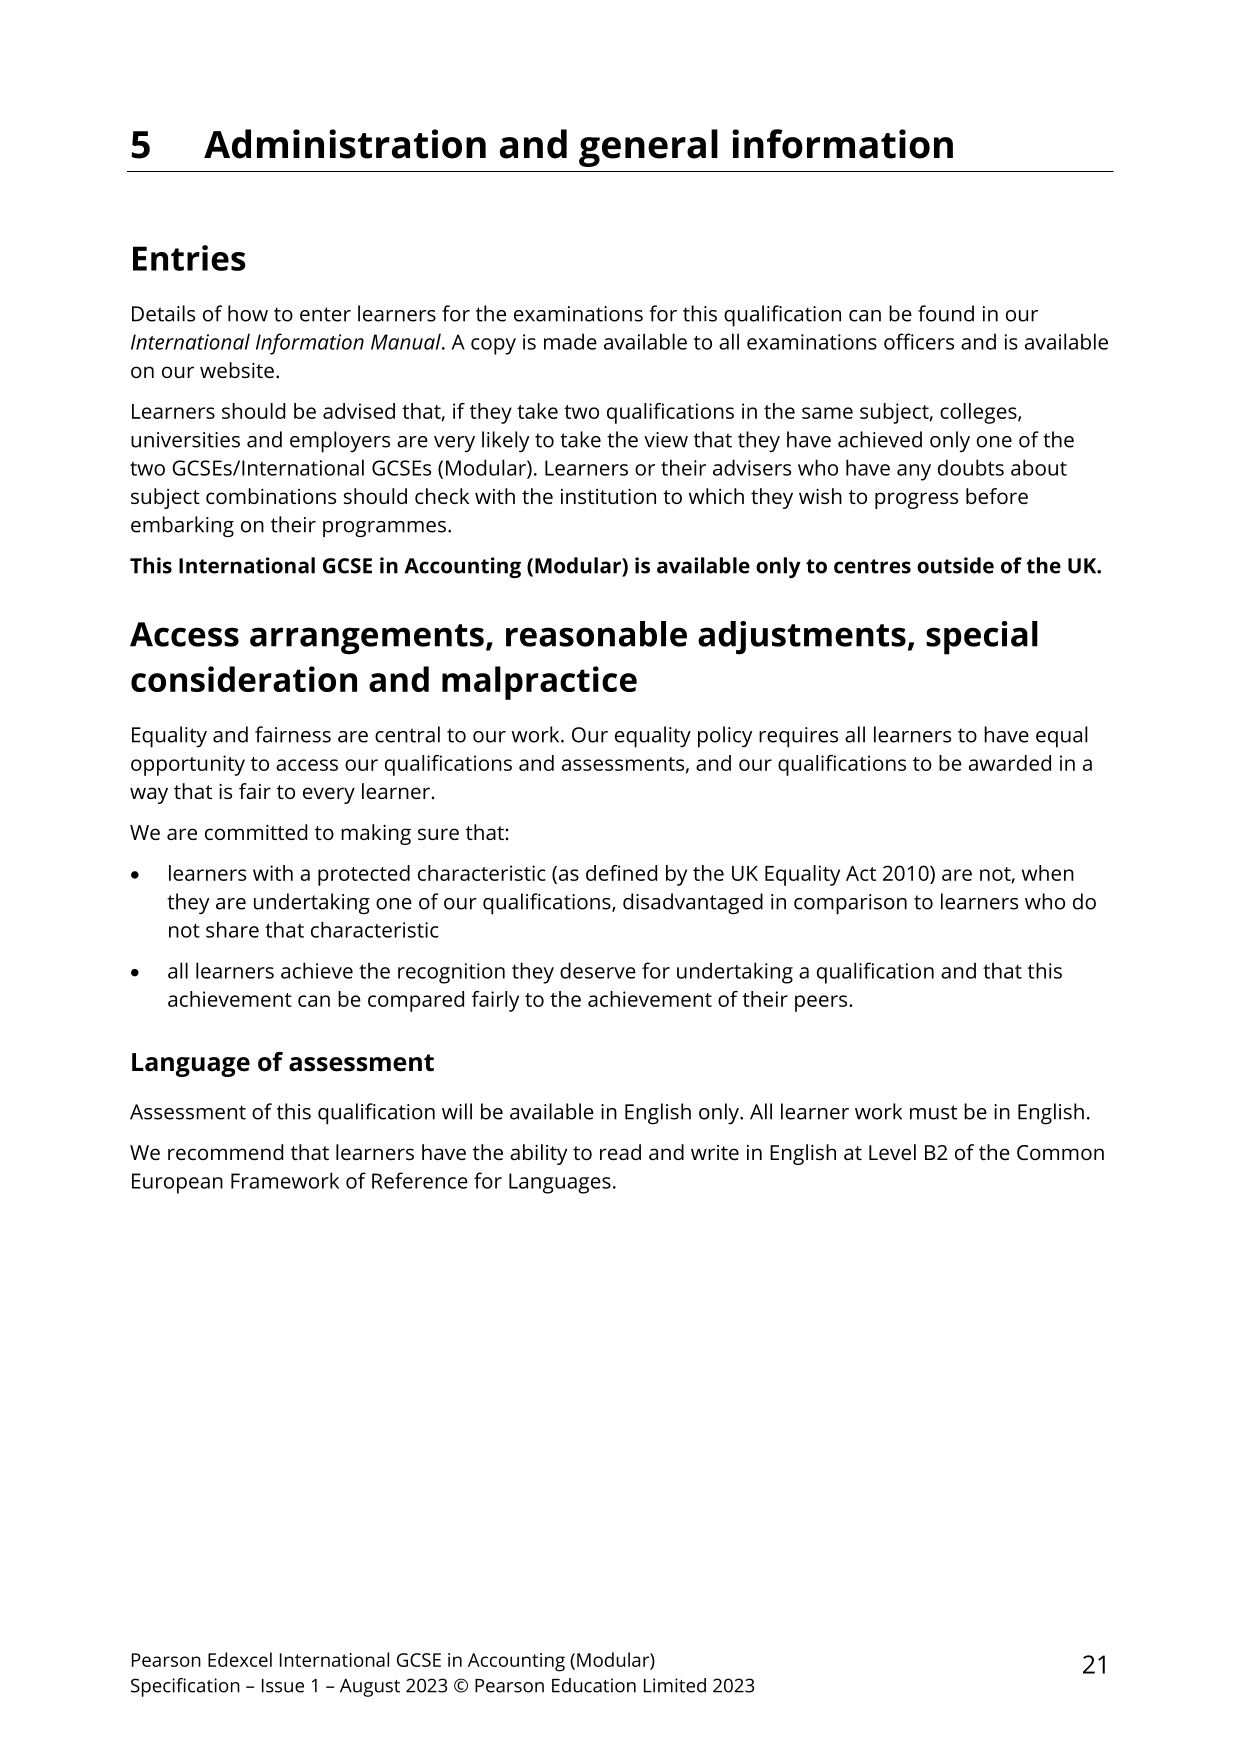 5 Administration and general information
Entries
Details of how to enter learners for the examinations for this qualification can be found in our
International Information Manual. A copy is made available to all examinations officers and is available
on our website.
Learners should be advised that, if they take two qualifications in the same subject, colleges,
universities and employers are very likely to take the view that they have achieved only one of the
two GCSEs/International GCSEs (Modular). Learners or their advisers who have any doubts about
subject combinations should check with the institution to which they wish to progress before
embarking on their programmes.
This International GCSE in Accounting (Modular) is available only to centres outside of the UK.
Access arrangements, reasonable adjustments, special
consideration and malpractice
Equality and fairness are central to our work. Our equality policy requires all learners to have equal
opportunity to access our qualifications and assessments, and our qualifications to be awarded in a
way that is fair to every learner.
We are committed to making sure that:
• learners with a protected characteristic (as defined by the UK Equality Act 2010) are not, when
they are undertaking one of our qualifications, disadvantaged in comparison to learners who do
not share that characteristic
• all learners achieve the recognition they deserve for undertaking a qualification and that this
achievement can be compared fairly to the achievement of their peers.
Language of assessment
Assessment of this qualification will be available in English only. All learner work must be in English.
We recommend that learners have the ability to read and write in English at Level B2 of the Common
European Framework of Reference for Languages.
Pearson Edexcel International GCSE in Accounting (Modular)
Specification – Issue 1 – August 2023 © Pearson Education Limited 2023
21